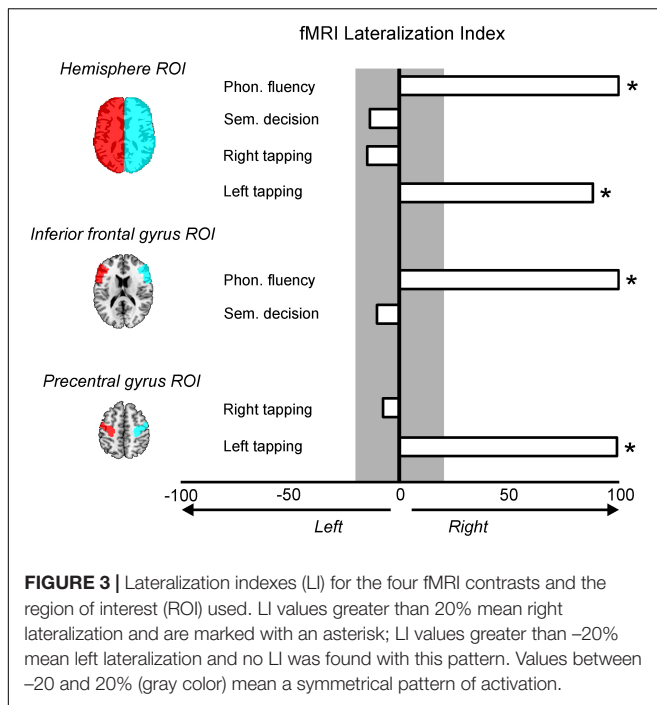 fMRI Lateralization Index
Hemisphere ROI
Phon. fluency
*
Sem. decision
Right tapping
Left tapping
*
Inferior frontal gyrus ROI
Phon. fluency
*
Sem. decision
Precentral gyrus ROI
Right tapping
Left tapping
*
-100 -50 0 50 100
Left Right
FIGURE 3 | Lateralization indexes (LI) for the four fMRI contrasts and the
region of interest (ROI) used. LI values greater than 20% mean right
lateralization and are marked with an asterisk; LI values greater than –20%
mean left lateralization and no LI was found with this pattern. Values between
–20 and 20% (gray color) mean a symmetrical pattern of activation.